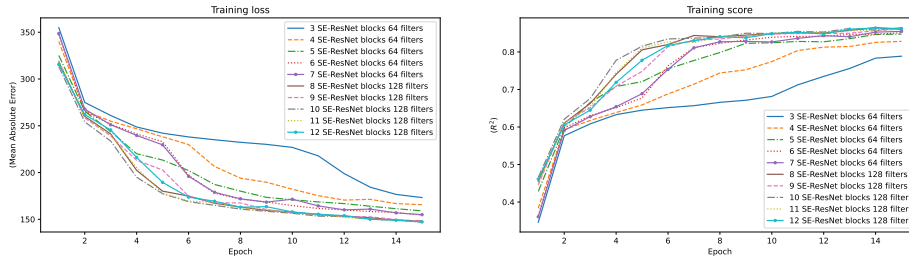 Training loss
(Mean Absolute Error)
350
300
250
200
150
2
4
6
8
10
12
14
Epoch
3 SE-ResNet blocks 64 filters
4 SE-ResNet blocks 64 filters
5 SE-ResNet blocks 64 filters
6 SE-ResNet blocks 64 filters
7 SE-ResNet blocks 64 filters
8 SE-ResNet blocks 128 filters
9 SE-ResNet blocks 128 filters
10 SE-ResNet blocks 128 filters
11 SE-ResNet blocks 128 filters
12 SE-ResNet blocks 128 filters
Training score
(R²)
0.8
0.7
0.6
0.5
0.4
2
4
6
8
10
12
14
Epoch
3 SE-ResNet blocks 64 filters
4 SE-ResNet blocks 64 filters
5 SE-ResNet blocks 64 filters
6 SE-ResNet blocks 64 filters
7 SE-ResNet blocks 64 filters
8 SE-ResNet blocks 128 filters
9 SE-ResNet blocks 128 filters
10 SE-ResNet blocks 128 filters
11 SE-ResNet blocks 128 filters
12 SE-ResNet blocks 128 filters